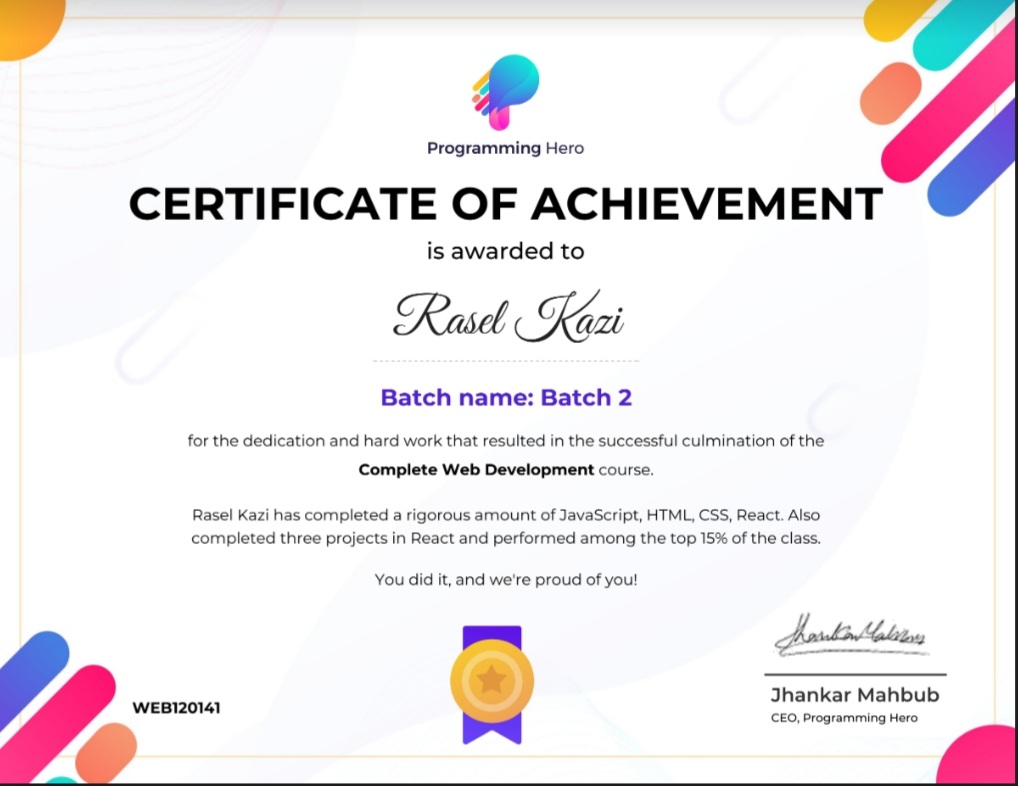 Programming Hero
CERTIFICATE OF ACHIEVEMENT
is awarded to
Rasel Kazi
Batch name: Batch 2
for the dedication and hard work that resulted in the successful culmination of the
Complete Web Development course.
Rasel Kazi has completed a rigorous amount of JavaScript, HTML, CSS, React. Also
completed three projects in React and performed among the top 15% of the class.
You did it, and we're proud of you!
WEB120141
Jhankar Mahbub
Jhankar Mahbub
CEO, Programming Hero